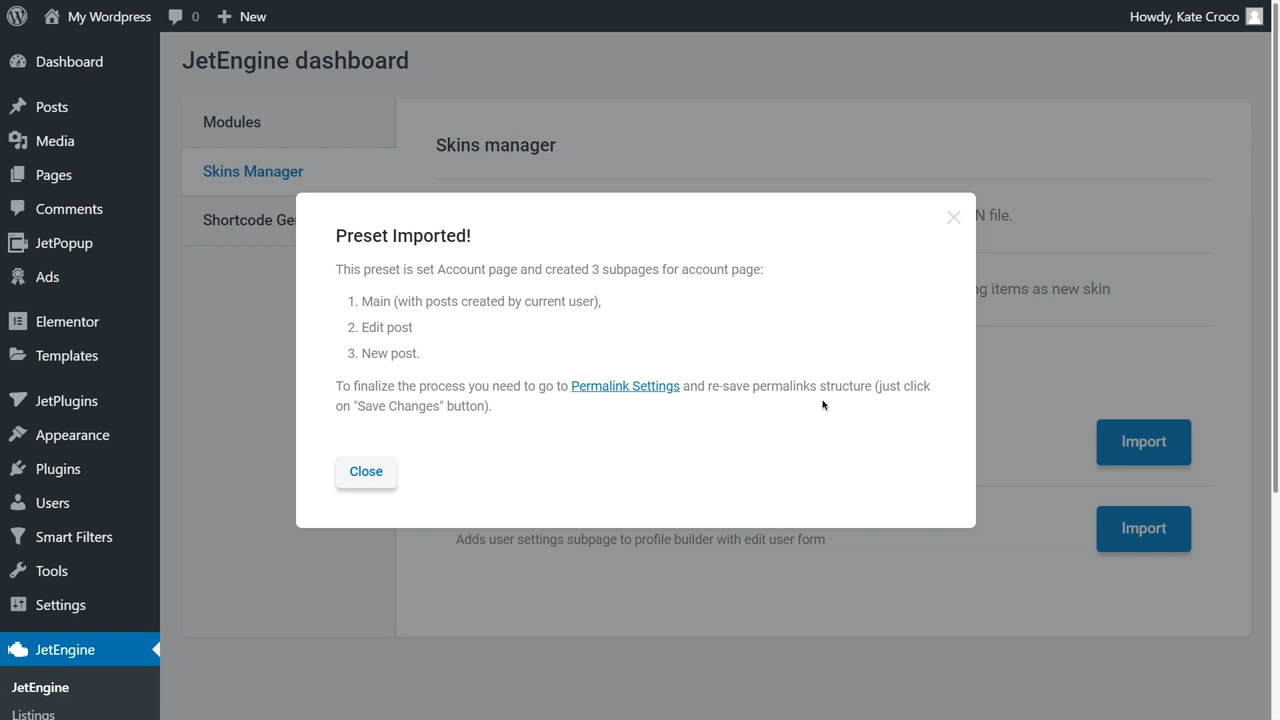 My Wordpress
0
New
Howdy, Kate Croco
Dashboard
Posts
Media
Pages
Comments
JetPopup
Ads
Elementor
Templates
JetPlugins
Appearance
Plugins
Users
Smart Filters
Tools
Settings
JetEngine
JetEngine
Listings
JetEngine dashboard
Modules
Skins Manager
Shortcode Ge
Skins manager
N file.
ng items as new skin
Preset Imported!
This preset is set Account page and created 3 subpages for account page:
1. Main (with posts created by current user),
2. Edit post
3. New post.
To finalize the process you need to go to Permalink Settings and re-save permalinks structure (just click
on "Save Changes" button).
Close
Import
Import
Adds user settings subpage to profile builder with edit user form